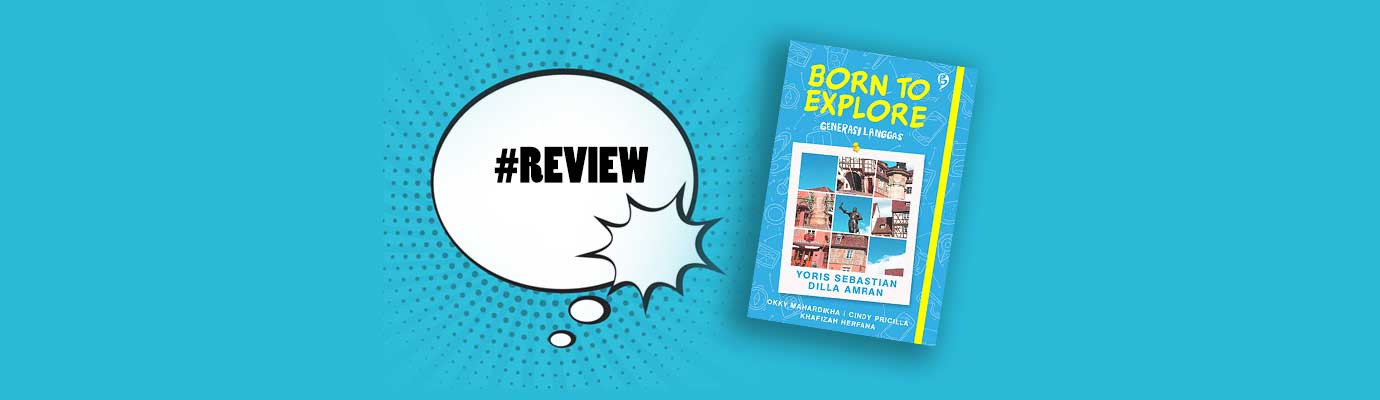 #REVIEW
BORN TO
EXPLORE
GENERASI LANGGAS
YORIS SEBASTIAN
DILLA AMRAN
OKKY MAHARDIKHA | CINDY PRICILLA
KHAFIZAH HERFANA